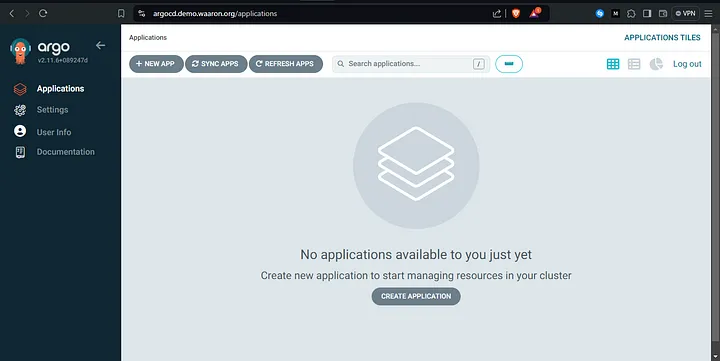 argocd.demo.waaron.org/applications
VPN
argo
v2.11.6+089247d
Applications
Settings
User Info
Documentation
Applications
APPLICATIONS TILES
+ NEW APP
SYNC APPS
REFRESH APPS
Search applications...
/
Log out
No applications available to you just yet
Create new application to start managing resources in your cluster
CREATE APPLICATION